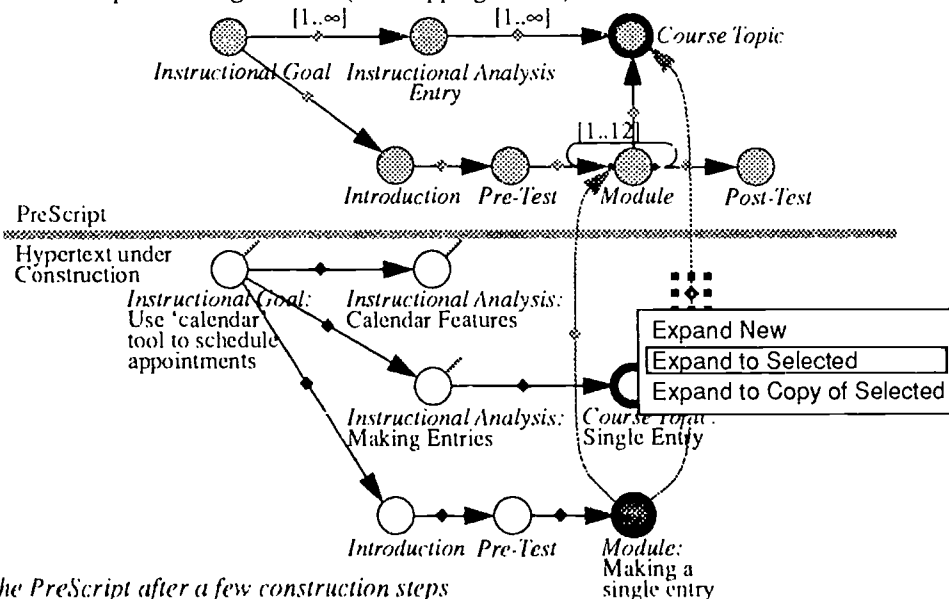 [1..∞] [1..∞]
Course Topic
Instructional Goal Instructional Analysis
Entry
[1..12]
Introduction Pre-Test Module Post-Test
PreScript
Hypertext under
Construction
Instructional Goal: Instructional Analysis:
Use ‘calendar’ Calendar Features
tool to schedule
appointments
Expand New
Expand to Selected
Expand to Copy of Selected
Instructional Analysis: Course Topic:
Making Entries Single Entry
Introduction Pre-Test Module:
Making a
single entry
he PreScript after a few construction steps